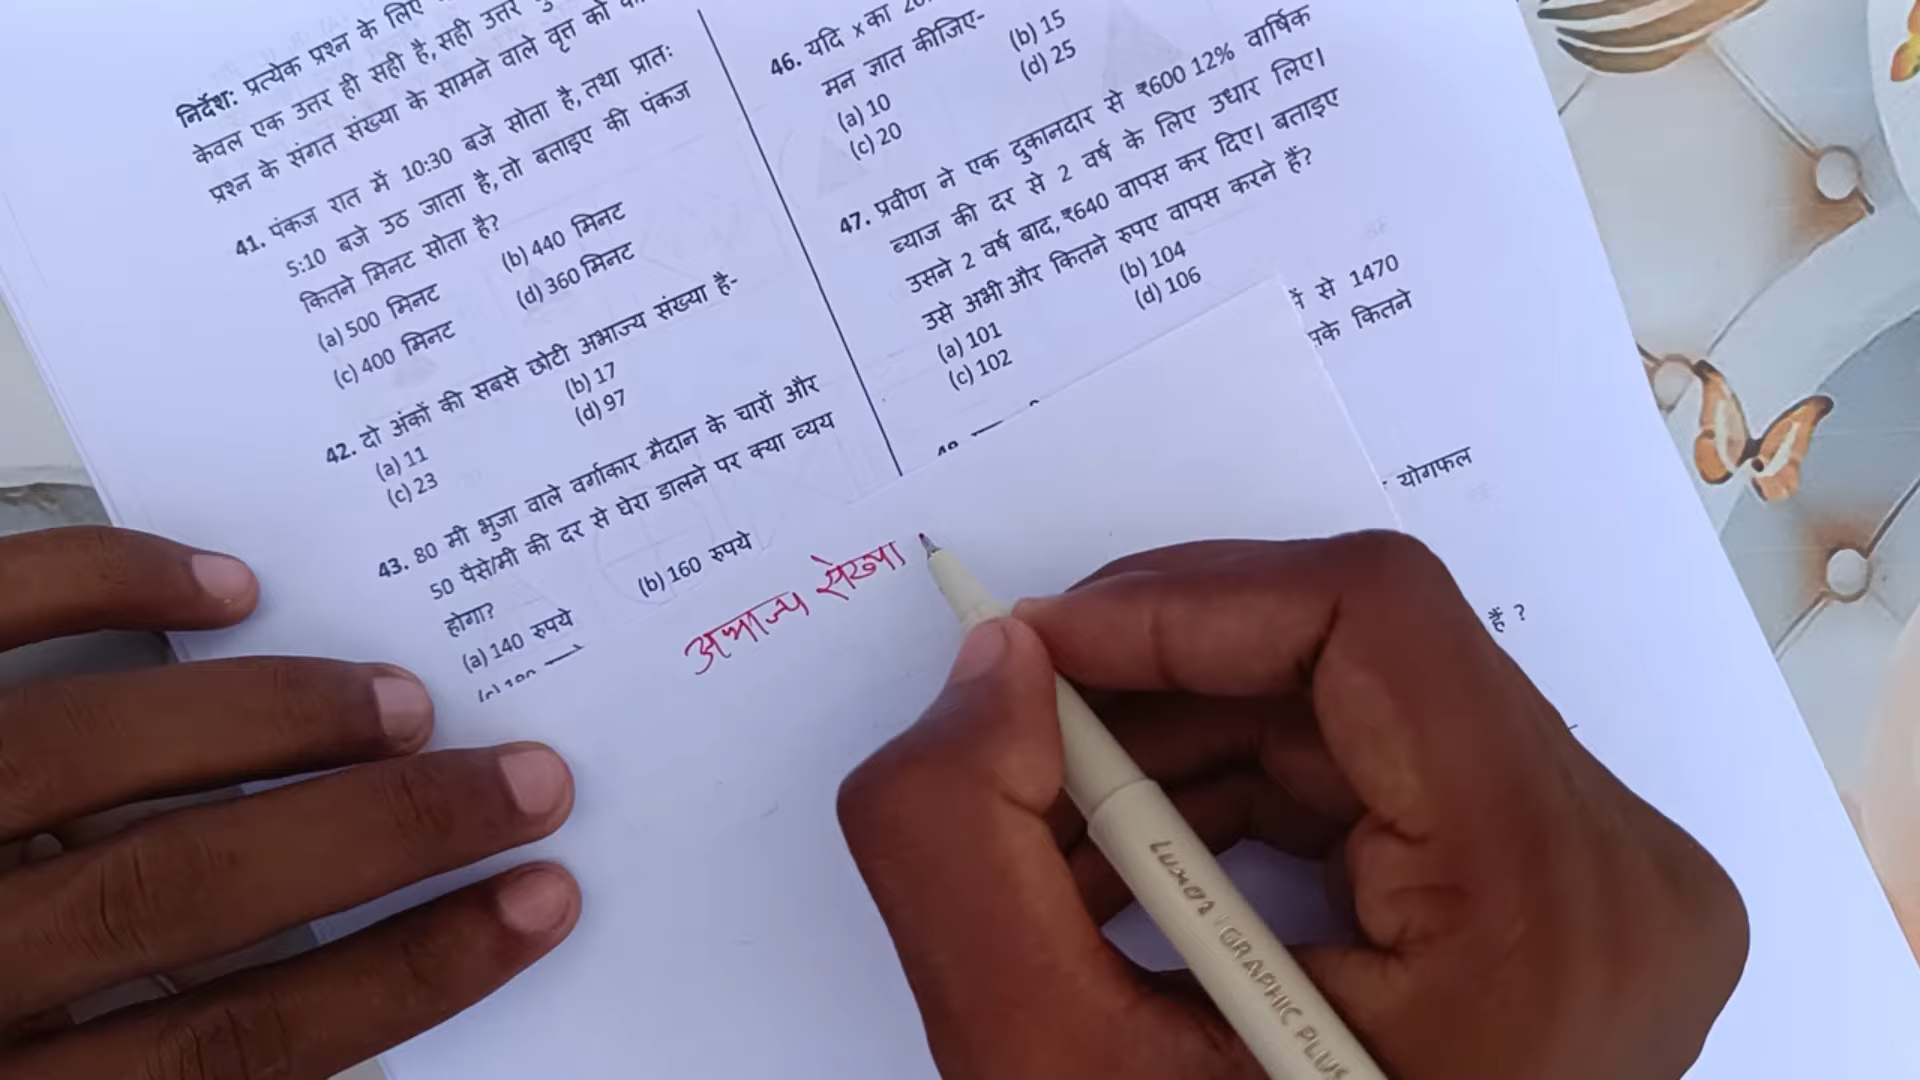 निर्देश: प्रत्येक प्रश्न के लिए
केवल एक उत्तर ही सही है, सही उत्तर
प्रश्न के संगत संख्या के सामने वाले वृत्त को
41. पंकज रात में 10:30 बजे सोता है, तथा प्रात:
5:10 बजे उठ जाता है, तो बताइए की पंकज
कितने मिनट सोता है?
(a) 500 मिनट (b) 440 मिनट
(c) 400 मिनट (d) 360 मिनट
42. दो अंकों की सबसे छोटी अभाज्य संख्या है-
(a) 11 (b) 17
(c) 23 (d) 97
43. 80 मी भुजा वाले वर्गाकार मैदान के चारों और
50 पैसे/मी की दर से घेरा डालने पर क्या व्यय
होगा?
(a) 140 रुपये (b) 160 रुपये
46. यदि x का
मन ज्ञात कीजिए-
(a) 10 (b) 15
(c) 20 (d) 25
47. प्रवीण ने एक दुकानदार से ₹600 12% वार्षिक
ब्याज की दर से 2 वर्ष के लिए उधार लिए।
उसने 2 वर्ष बाद, ₹640 वापस कर दिए। बताइए
उसे अभी और कितने रुपए वापस करने हैं?
(a) 101 (b) 104
(c) 102 (d) 106
से 1470
कितने
योगफल
हैं ?
अभाज्य संख्या
Luxor GRAPHIC PLUS